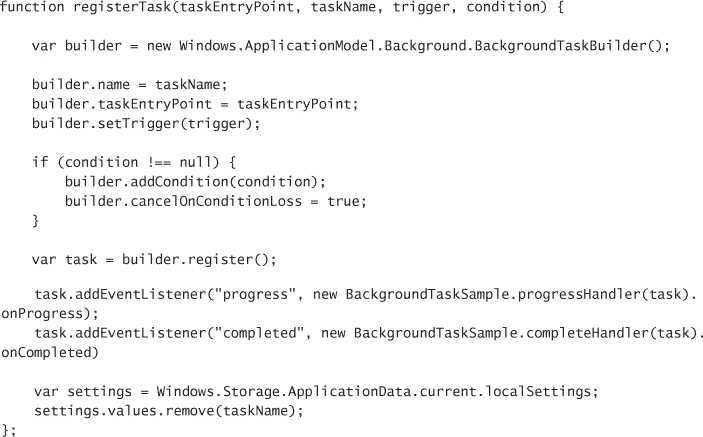 function registerTask(taskEntryPoint, taskName, trigger, condition) {
var builder = new Windows.ApplicationModel.Background.BackgroundTaskBuilder();
builder.name = taskName;
builder.taskEntryPoint = taskEntryPoint;
builder.setTrigger(trigger);
if (condition !== null) {
builder.addCondition(condition);
builder.cancelOnConditionLoss = true;
}
var task = builder.register();
task.addEventListener("progress", new BackgroundTaskSample.progressHandler(task).
onProgress);
task.addEventListener("completed", new BackgroundTaskSample.completeHandler(task).
onCompleted)
var settings = Windows.Storage.ApplicationData.current.localSettings;
settings.values.remove(taskName);
};